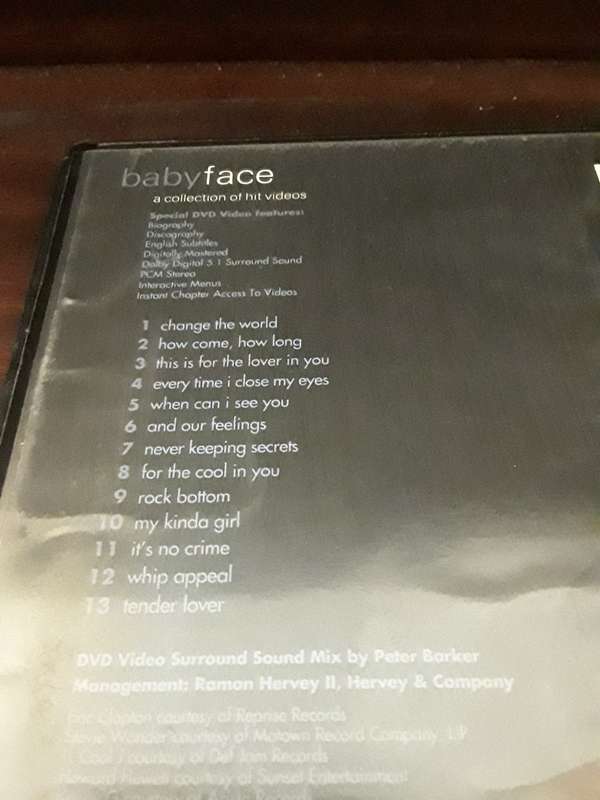 babyface
a collection of hit videos
Special DVD Video features:
Biography
Discography
English Subtitles
Digitally Mastered
Dolby Digital 5.1 Surround Sound
PCM Stereo
Interactive Menus
Instant Chapter Access To Videos
1 change the world
2 how come, how long
3 this is for the lover in you
4 every time i close my eyes
5 when can i see you
6 and our feelings
7 never keeping secrets
8 for the cool in you
9 rock bottom
10 my kinda girl
11 it's no crime
12 whip appeal
13 tender lover
DVD Video Surround Sound Mix by Peter Barker
Management: Raman Hervey II, Hervey & Company
Eric Clapton courtesy of Reprise Records
Stevie Wonder courtesy of Motown Record Company, L.P.
Cool J courtesy of Def Jam Records
Howard Hewett courtesy of Sunset Entertainment